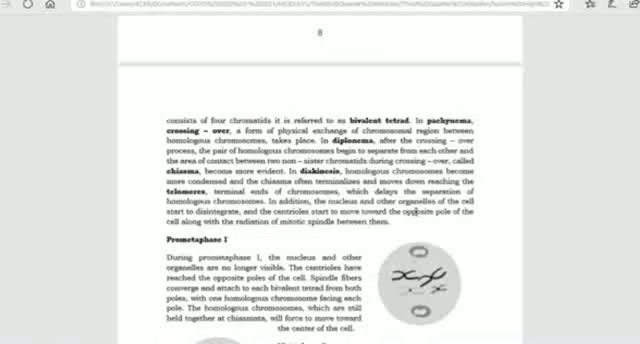 8
consists of four chromatids it is referred to as bivalent tetrad. In pachynema,
crossing – over, a form of physical exchange of chromosomal region between
homologous chromosomes, takes place. In diplonema, after the crossing – over
process, the pair of homologous chromosomes begin to separate from each other and
the area of contact between two non – sister chromatids during crossing – over, called
chiasma, become more evident. In diakinesis, homologous chromosomes become
more condensed and the chiasma often terminalizes and moves down reaching the
telomeres, terminal ends of chromosomes, which delays the separation of
homologous chromosomes. In addition, the nucleus and other organelles of the cell
start to disintegrate, and the centrioles start to move toward the opposite pole of the
cell along with the radiation of mitotic spindle between them.
Prometaphase I
During prometaphase I, the nucleus and other
organelles are no longer visible. The centrioles have
reached the opposite poles of the cell. Spindle fibers
converge and attach to each bivalent tetrad from both
poles, with one homologous chromosome facing each
pole. The homologous chromosomes, which are still
held together at chiasmata, will force to move toward
the center of the cell.